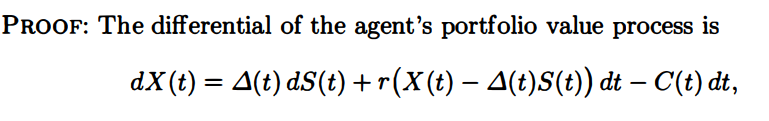 PROOF: The differential of the agent's portfolio value process is
dX(t) = Δ(t) dS(t) + r(X(t) − Δ(t)S(t)) dt − C(t) dt,